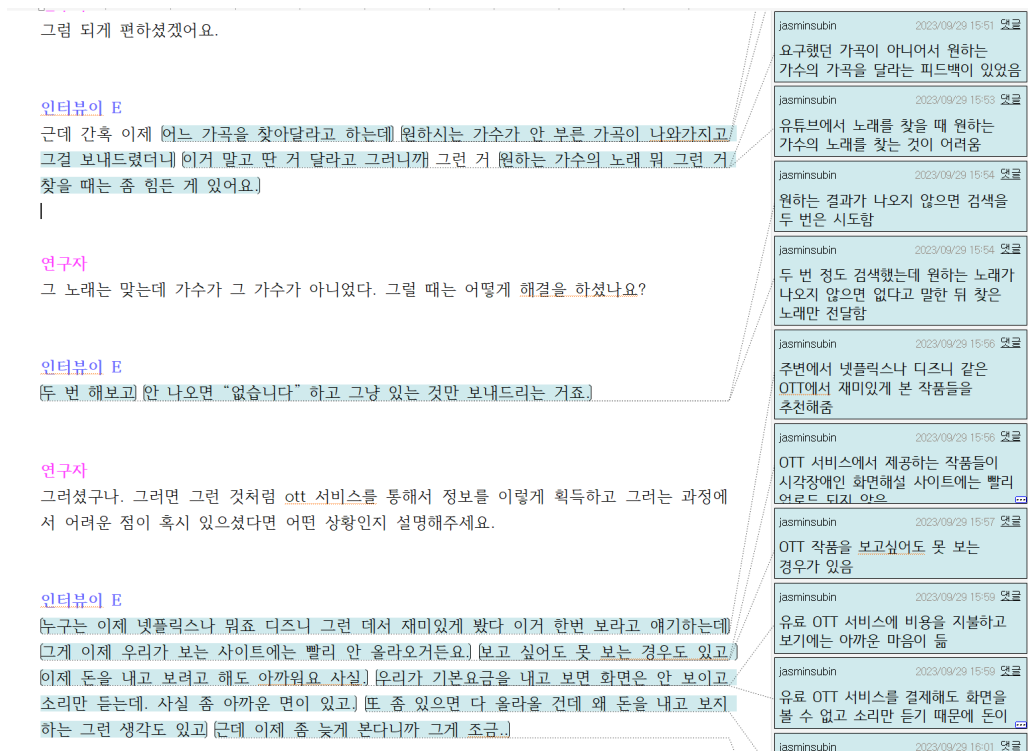 그럼 되게 편하셨겠어요.
인터뷰이 E
근데 간혹 이제 어느 가곡을 찾아달라고 하는데 원하시는 가수가 안 부른 가곡이 나와가지고
그걸 보내드렸더니 이거 말고 딴 거 달라고 그러니까 그런 거 원하는 가수의 노래 뭐 그런 거
찾을 때는 좀 힘든 게 있어요.
연구자
그 노래는 맞는데 가수가 그 가수가 아니었다. 그럴 때는 어떻게 해결을 하셨나요?
인터뷰이 E
두 번 해보고 안 나오면 “없습니다” 하고 그냥 있는 것만 보내드리는 거죠.
연구자
그러셨구나. 그러면 그런 것처럼 ott 서비스를 통해서 정보를 이렇게 획득하고 그러는 과정에
서 어려운 점이 혹시 있으셨다면 어떤 상황인지 설명해주세요.
인터뷰이 E
누구는 이제 넷플릭스나 뭐죠 디즈니 그런 데서 재미있게 봤다 이거 한번 보라고 얘기하는데
그게 이제 우리가 보는 사이트에는 빨리 안 올라오거든요. 보고 싶어도 못 보는 경우도 있고
이제 돈을 내고 보려고 해도 아까워요 사실. 우리가 기본요금을 내고 보면 화면은 안 보이고
소리만 듣는데. 사실 좀 아까운 면이 있고. 또 좀 있으면 다 올라올 건데 왜 돈을 내고 보지
하는 그런 생각도 있고 근데 이제 좀 늦게 본다니까 그게 조금..
jasminsubin 2023/09/29 15:51 댓글
요구했던 가곡이 아니어서 원하는
가수의 가곡을 달라는 피드백이 있었음
jasminsubin 2023/09/29 15:53 댓글
유튜브에서 노래를 찾을 때 원하는
가수의 노래를 찾는 것이 어려움
jasminsubin 2023/09/29 15:54 댓글
원하는 결과가 나오지 않으면 검색을
두 번은 시도함
jasminsubin 2023/09/29 15:54 댓글
두 번 정도 검색했는데 원하는 노래가
나오지 않으면 없다고 말한 뒤 찾은
노래만 전달함
jasminsubin 2023/09/29 15:56 댓글
주변에서 넷플릭스나 디즈니 같은
OTT에서 재미있게 본 작품들을
추천해줌
jasminsubin 2023/09/29 15:56 댓글
OTT 서비스에서 제공하는 작품들이
시각장애인 화면해설 사이트에는 빨리
업로드 되지 않음
jasminsubin 2023/09/29 15:57 댓글
OTT 작품을 보고싶어도 못 보는
경우가 있음
jasminsubin 2023/09/29 15:59 댓글
유료 OTT 서비스에 비용을 지불하고
보기에는 아까운 마음이 듦
jasminsubin 2023/09/29 15:59 댓글
유료 OTT 서비스를 결제해도 화면을
볼 수 없고 소리만 듣기 때문에 돈이
jasminsubin 2023/09/29 16:01 댓글